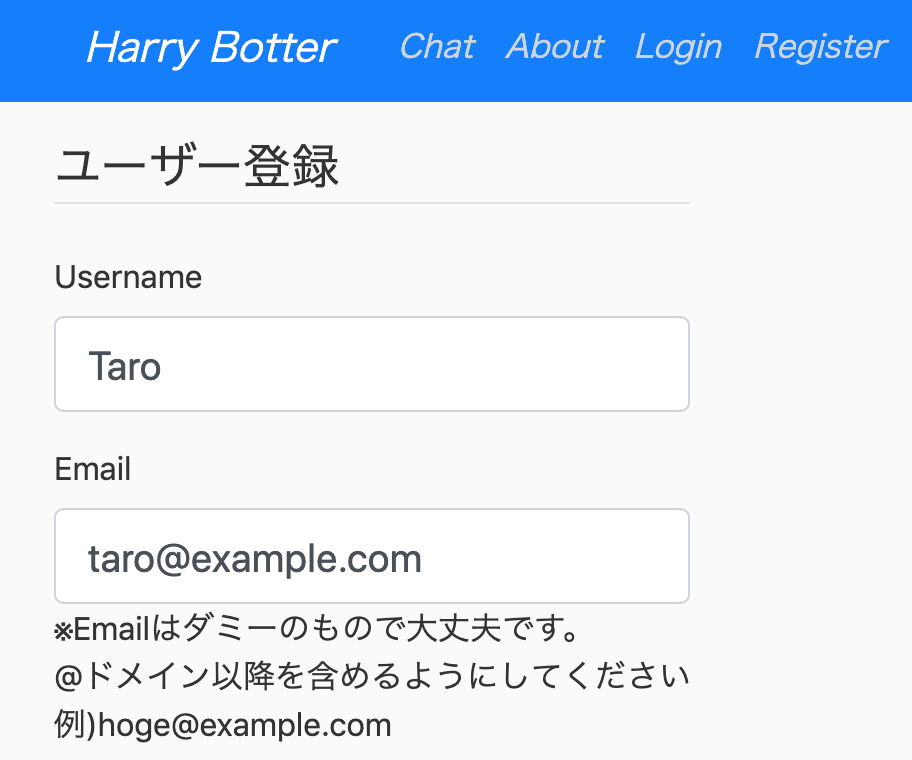 Harry Botter Chat About Login Register
ユーザー登録
Username
Taro
Email
taro@example.com
※Emailはダミーのもので大丈夫です。
@ドメイン以降を含めるようにしてください
例)hoge@example.com